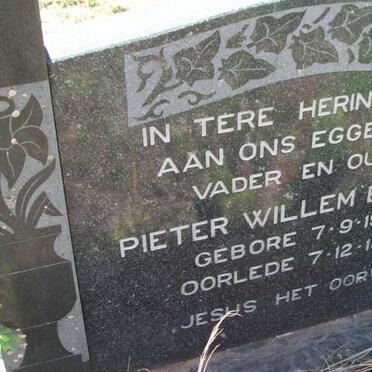 IN TERE HERIN
AAN ONS EGGE
VADER EN OU
PIETER WILLEM
GEBORE 7-9-1
OORLEDE 7-12-1
JESUS HET OOR